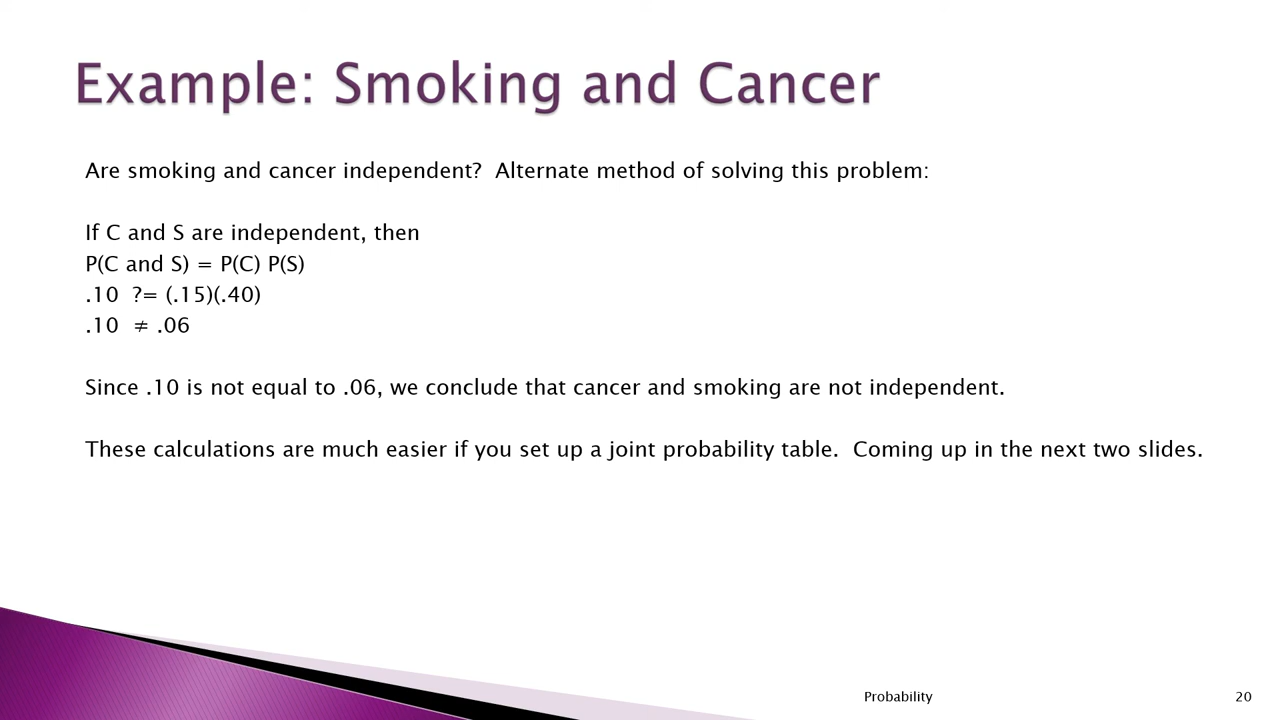 Example: Smoking and Cancer
Are smoking and cancer independent?  Alternate method of solving this problem:
If C and S are independent, then
P(C and S) = P(C) P(S)
.10  ?= (.15)(.40)
.10  ≠ .06
Since .10 is not equal to .06, we conclude that cancer and smoking are not independent.
These calculations are much easier if you set up a joint probability table.  Coming up in the next two slides.
Probability
20